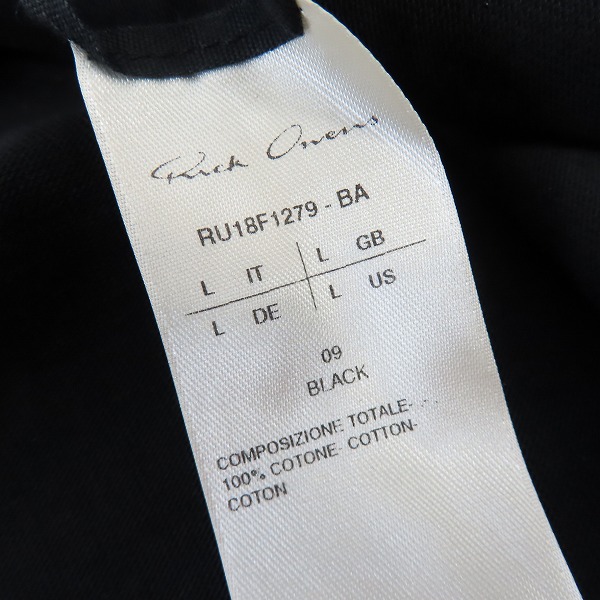 Rick Owens
RU18F1279 - BA
L IT L GB
L DE L US
09
BLACK
COMPOSIZIONE TOTALE- - -
100% COTONE- COTTON-
COTON